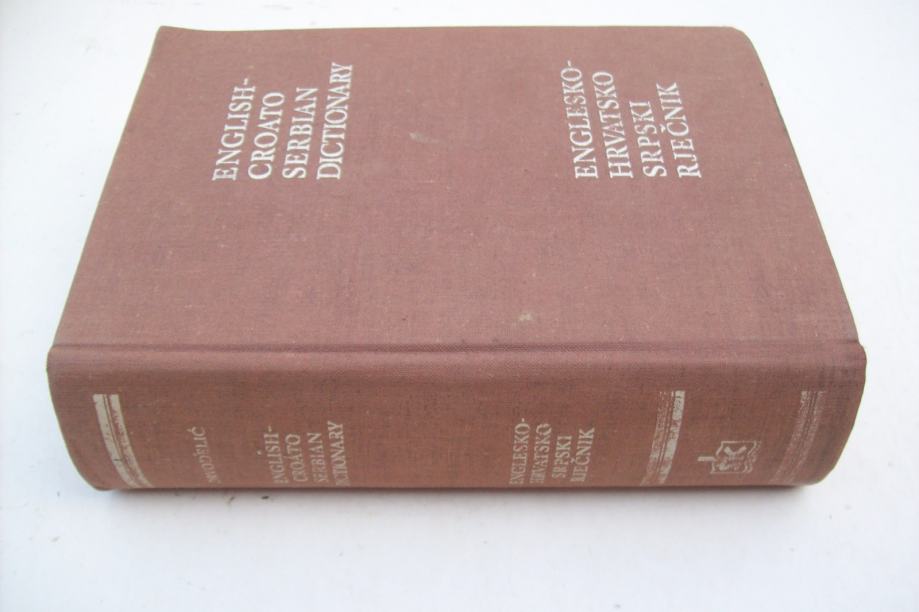 ENGLISH-
CROATO
SERBIAN
DICTIONARY
ENGLESKO-
HRVATSKO
SRPSKI
RJEČNIK
ENGLISH-
CROATO
SERBIAN
DICTIONARY
ENGLESKO-
HRVATSKO
SRPSKI
RJEČNIK